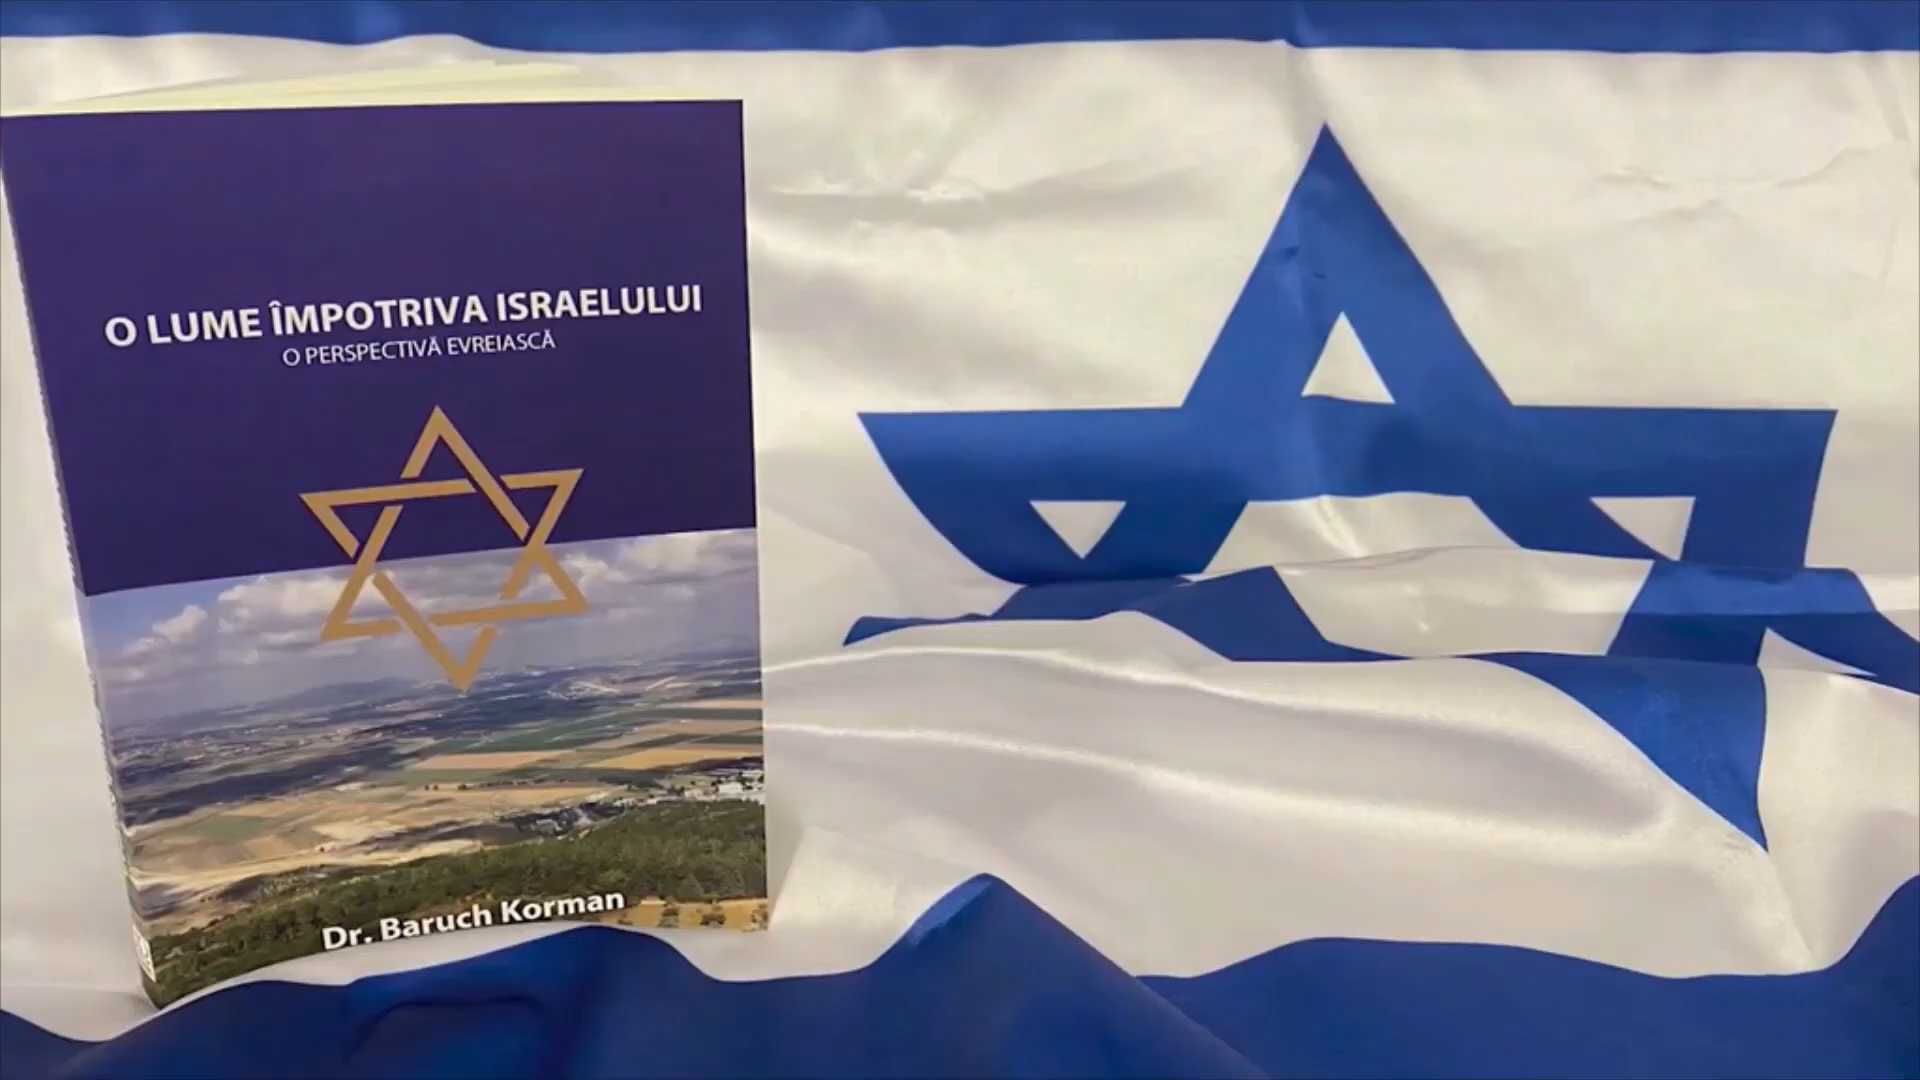 O LUME ÎMPOTRIVA ISRAELULUI
O PERSPECTIVĂ EVREIASCĂ
Dr. Baruch Korman